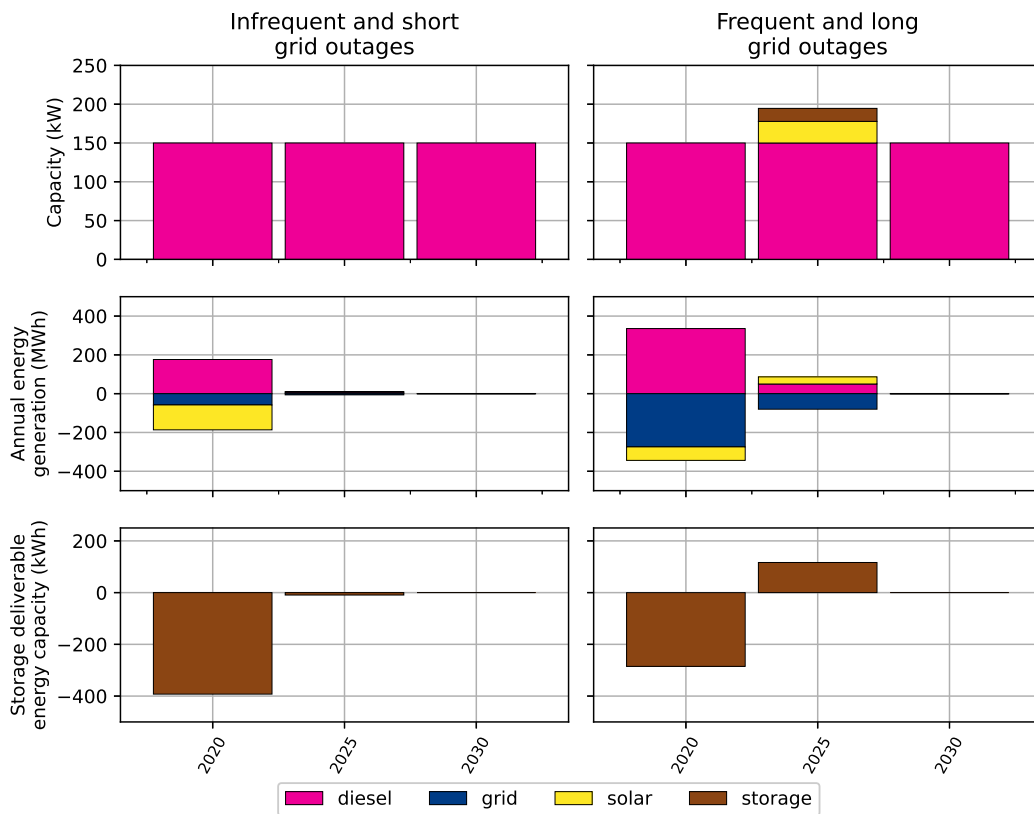 Infrequent and short
grid outages
Frequent and long
grid outages
Capacity (kW)
250
200
150
100
50
0
Annual energy
generation (MWh)
400
200
0
−200
−400
Storage deliverable
energy capacity (kWh)
200
0
−200
−400
2020
2025
2030
2020
2025
2030
diesel
grid
solar
storage